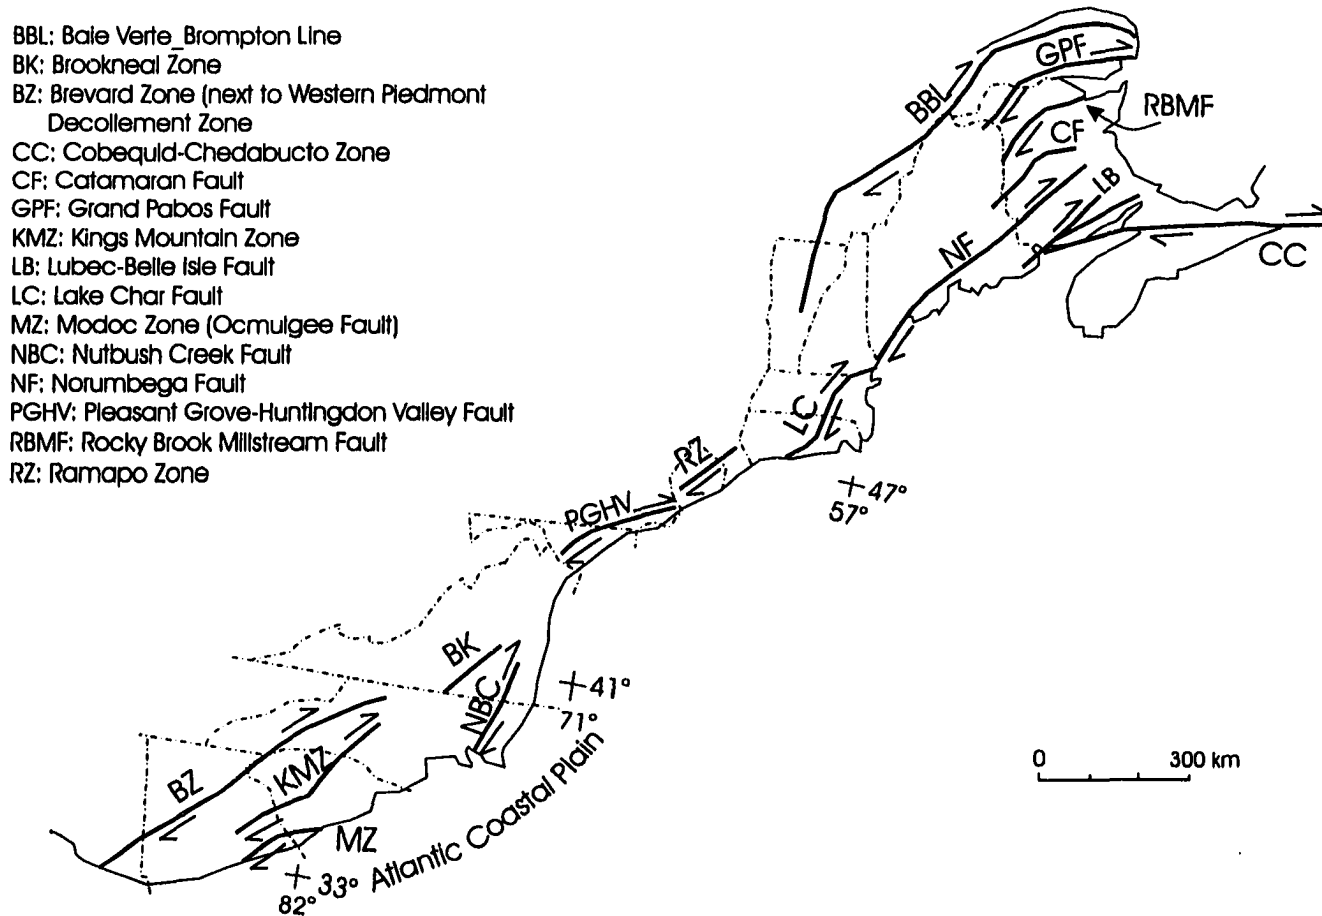 BBL: Baie Verte_Brompton Line
BK: Brookneal Zone
BZ: Brevard Zone (next to Western Piedmont
Decollement Zone
CC: Cobequid-Chedabucto Zone
CF: Catamaran Fault
GPF: Grand Pabos Fault
KMZ: Kings Mountain Zone
LB: Lubec-Belle Isle Fault
LC: Lake Char Fault
MZ: Modoc Zone (Ocmulgee Fault)
NBC: Nutbush Creek Fault
NF: Norumbega Fault
PGHV: Pleasant Grove-Huntingdon Valley Fault
RBMF: Rocky Brook Millstream Fault
RZ: Ramapo Zone
GPF
BBL
RBMF
CF
LB
NF
CC
LC
RZ
47°
57°
PGHV
BK
NBC
41°
71°
BZ
KMZ
MZ
33°
82°
Atlantic Coastal Plain
0 300 km